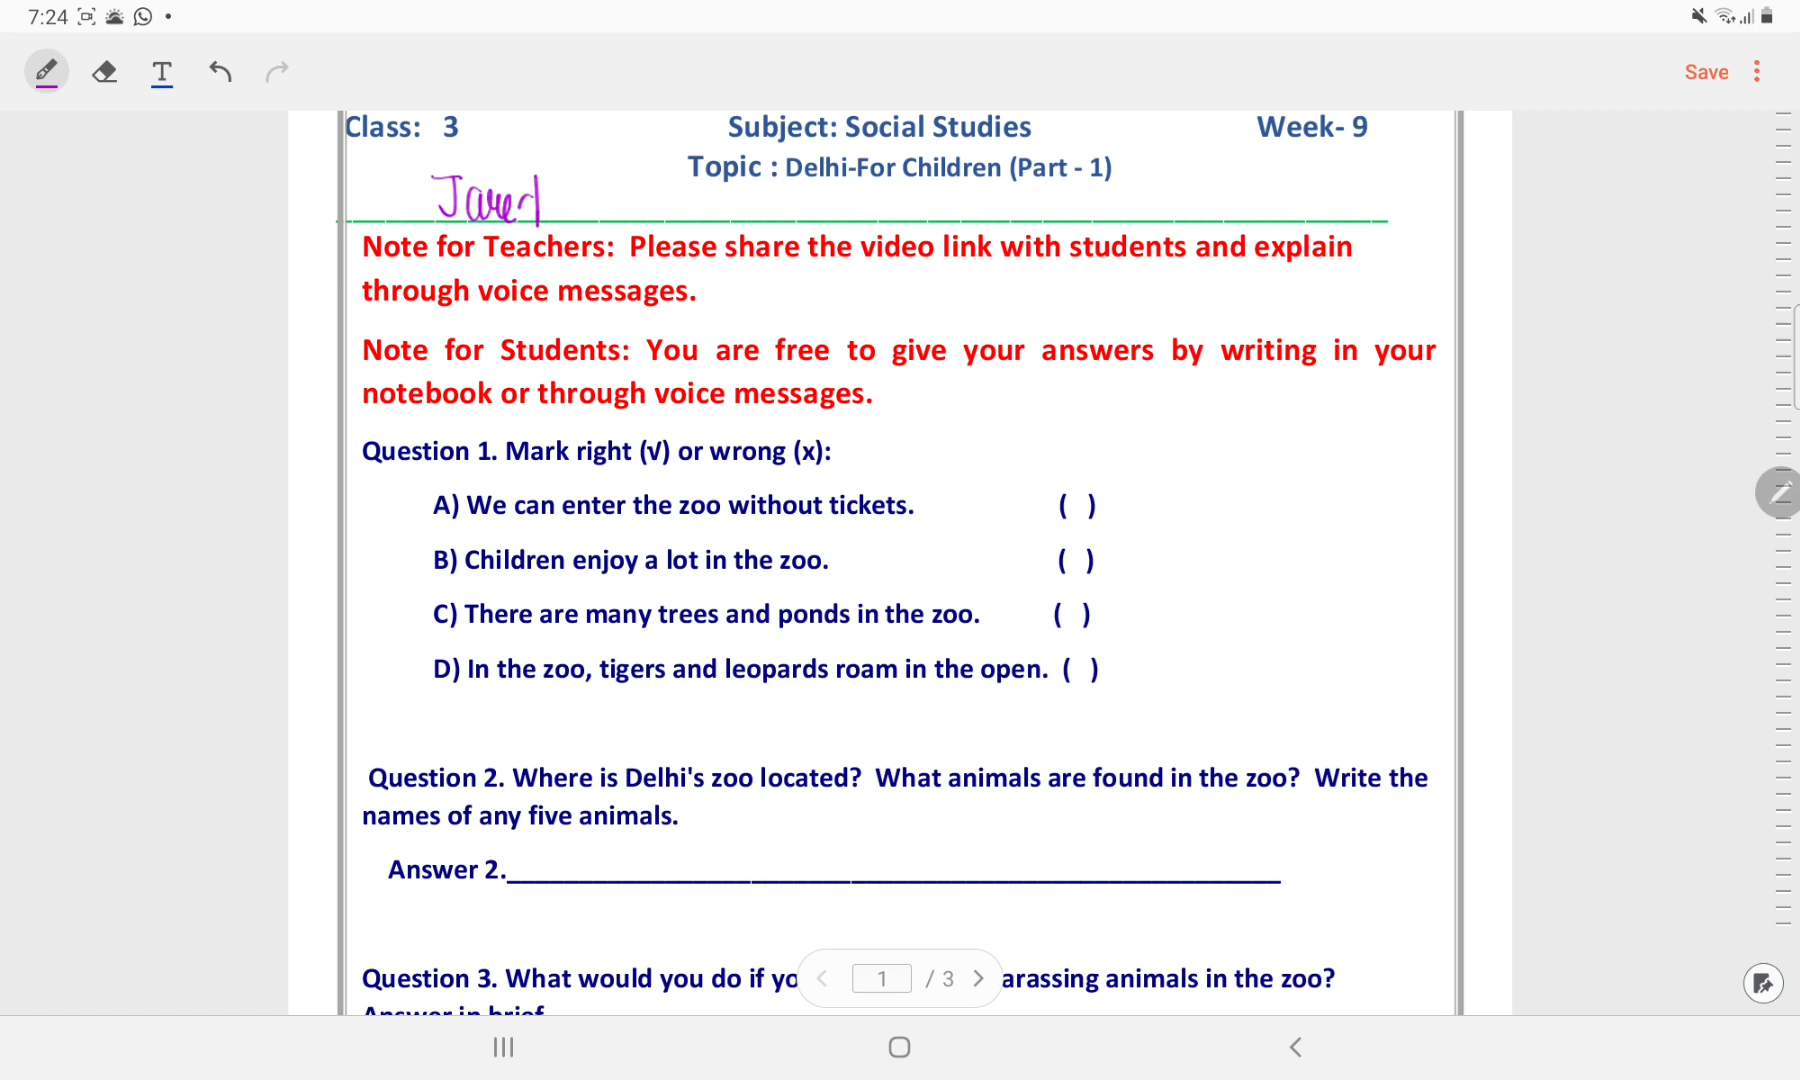 7:24
Save
Class: 3 Subject: Social Studies Week- 9
Topic : Delhi-For Children (Part - 1)
Note for Teachers: Please share the video link with students and explain
through voice messages.
Note for Students: You are free to give your answers by writing in your
notebook or through voice messages.
Question 1. Mark right (√) or wrong (x):
A) We can enter the zoo without tickets. ( )
B) Children enjoy a lot in the zoo. ( )
C) There are many trees and ponds in the zoo. ( )
D) In the zoo, tigers and leopards roam in the open. ( )
Question 2. Where is Delhi's zoo located? What animals are found in the zoo? Write the
names of any five animals.
Answer 2.
Question 3. What would you do if yo arassing animals in the zoo?
Answer in brief
1 / 3